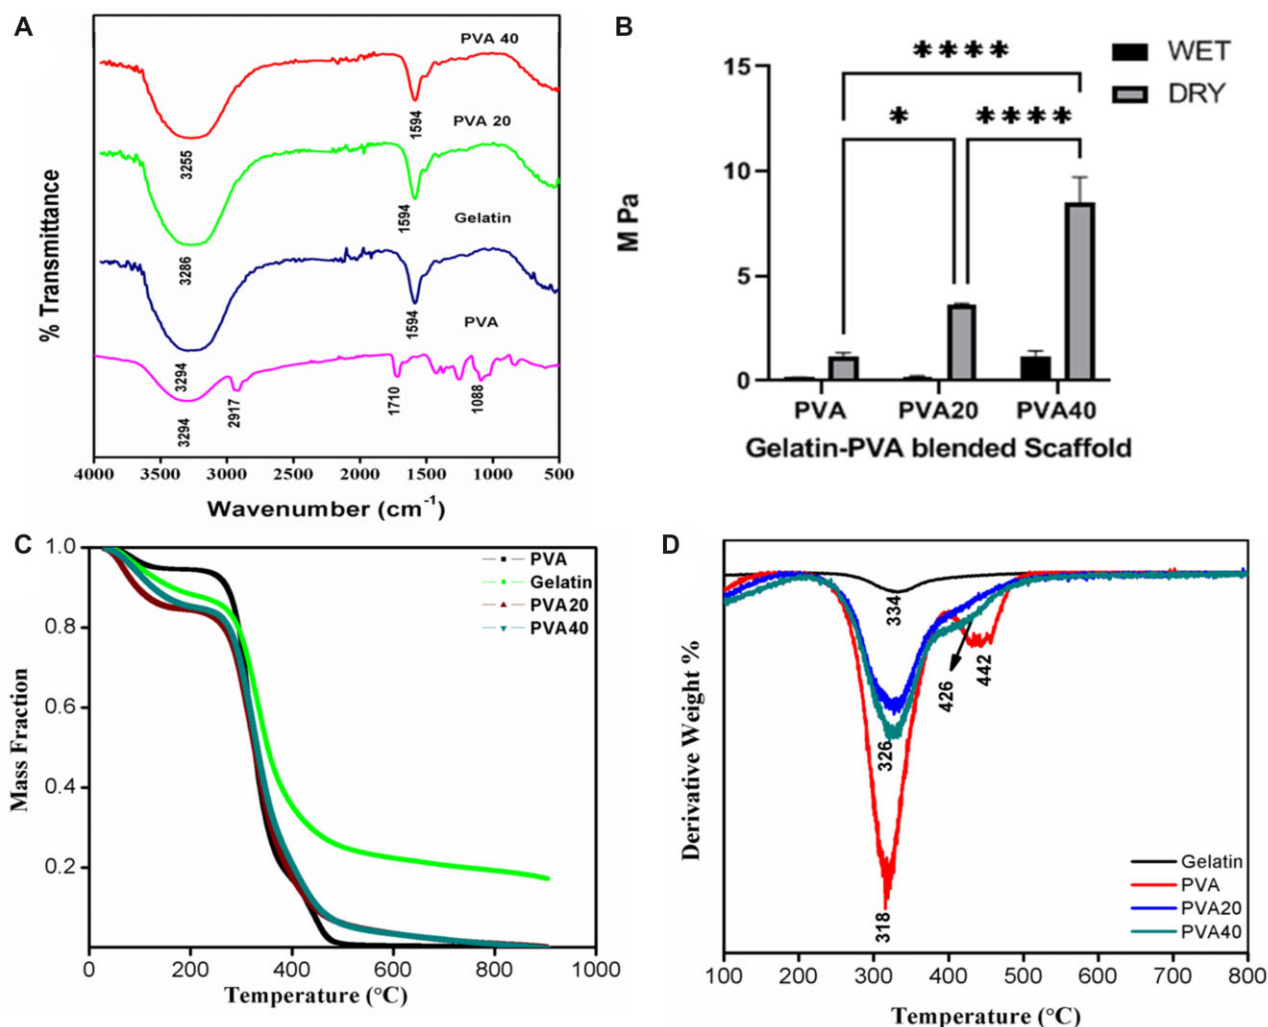 A
PVA 40
1594
3255
PVA 20
1594
3286
Gelatin
1594
3294
PVA
3294
2917
1710
1088
% Transmittance
4000 3500 3000 2500 2000 1500 1000 500
Wavenumber (cm-1)
B
WET
DRY
****
* ****
15
10
5
0
M Pa
PVA PVA20 PVA40
Gelatin-PVA blended Scaffold
C
1.0
0.8
0.6
0.4
0.2
Mass Fraction
PVA
Gelatin
PVA20
PVA40
0 200 400 600 800 1000
Temperature (°C)
D
Derivative Weight %
334
426
442
326
318
Gelatin
PVA
PVA20
PVA40
100 200 300 400 500 600 700 800
Temperature (°C)